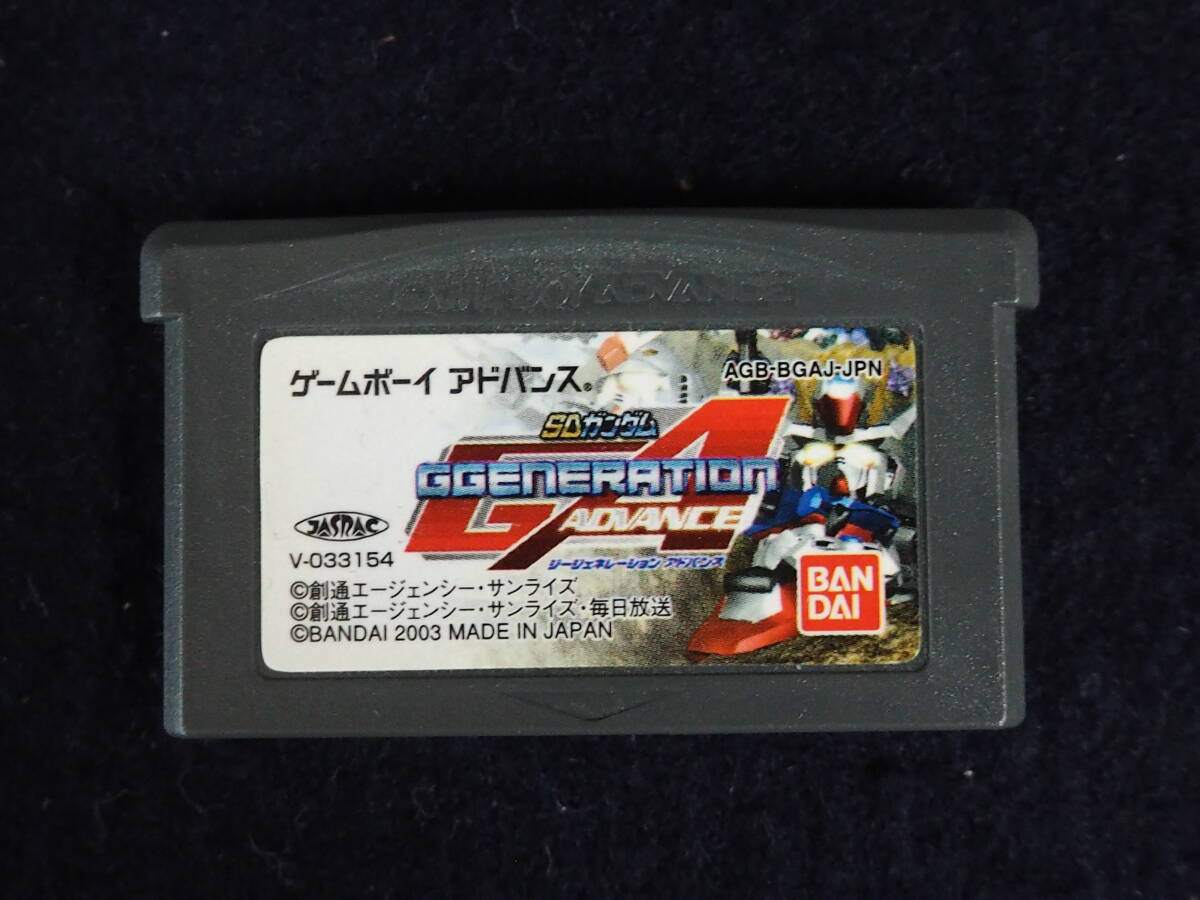 GAME BOY ADVANCE
ゲームボーイ アドバンス®
AGB-BGAJ-JPN
SDガンダム
GGENERATION
ADVANCE
ジージェネレーション アドバンス
JASRAC
V-033154
©創通エージェンシー・サンライズ
©創通エージェンシー・サンライズ・毎日放送
©BANDAI 2003 MADE IN JAPAN
BAN
DAI